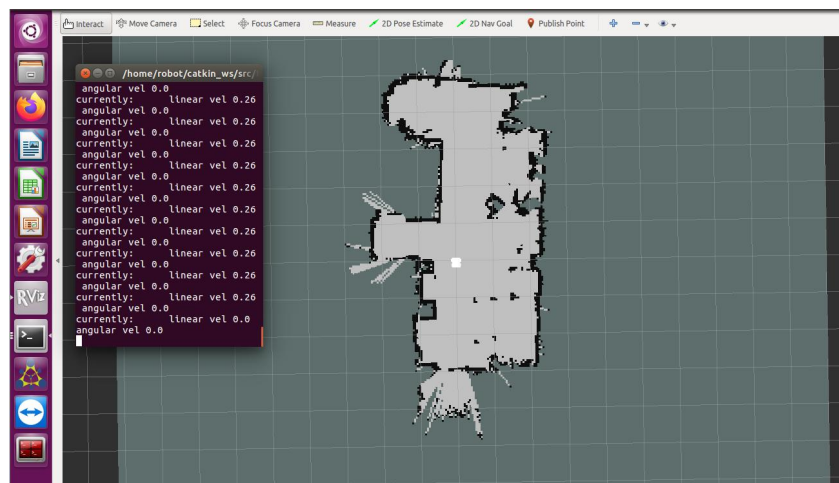 Interact Move Camera Select Focus Camera Measure 2D Pose Estimate 2D Nav Goal Publish Point
/home/robot/catkin_ws/src/
angular vel 0.0
currently: linear vel 0.26
angular vel 0.0
currently: linear vel 0.26
angular vel 0.0
currently: linear vel 0.26
angular vel 0.0
currently: linear vel 0.26
angular vel 0.0
currently: linear vel 0.26
angular vel 0.0
currently: linear vel 0.26
angular vel 0.0
currently: linear vel 0.26
angular vel 0.0
currently: linear vel 0.26
angular vel 0.0
currently: linear vel 0.26
angular vel 0.0
currently: linear vel 0.26
angular vel 0.0
currently: linear vel 0.0
angular vel 0.0
RViz